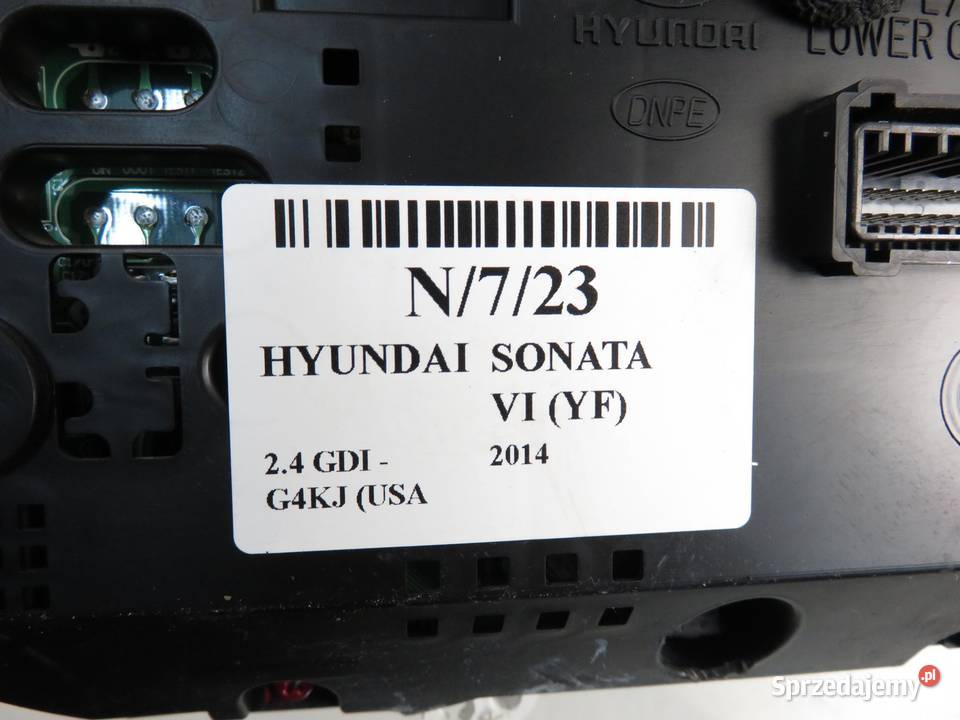 HYUNDAI
LOWER
DNPE
N/7/23
HYUNDAI SONATA
VI (YF)
2.4 GDI - 2014
G4KJ (USA
Sprzedajemy.pl